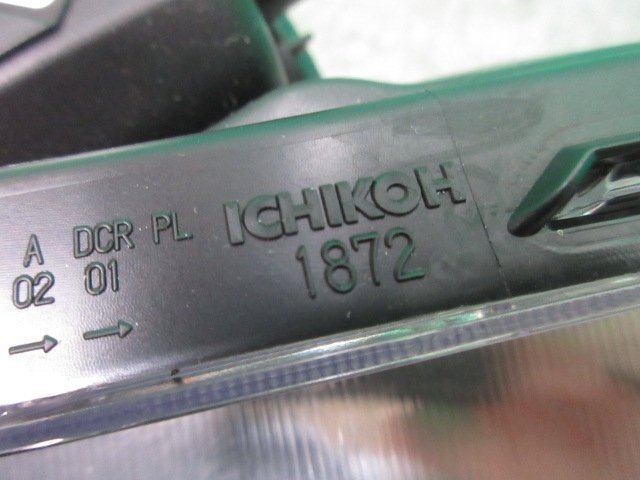 A DCR PL ICHIKOH
02 01 1872
→ →